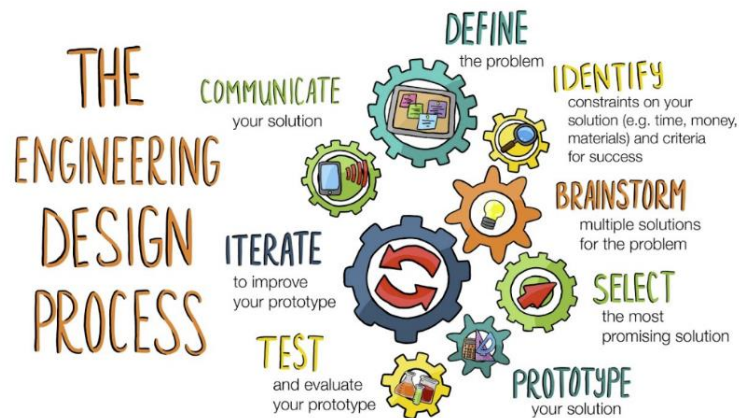 THE
ENGINEERING
DESIGN
PROCESS
DEFINE
the problem
IDENTIFY
constraints on your
solution (e.g. time, money,
materials) and criteria
for success
BRAINSTORM
multiple solutions
for the problem
SELECT
the most
promising solution
PROTOTYPE
your solution
TEST
and evaluate
your prototype
ITERATE
to improve
your prototype
COMMUNICATE
your solution